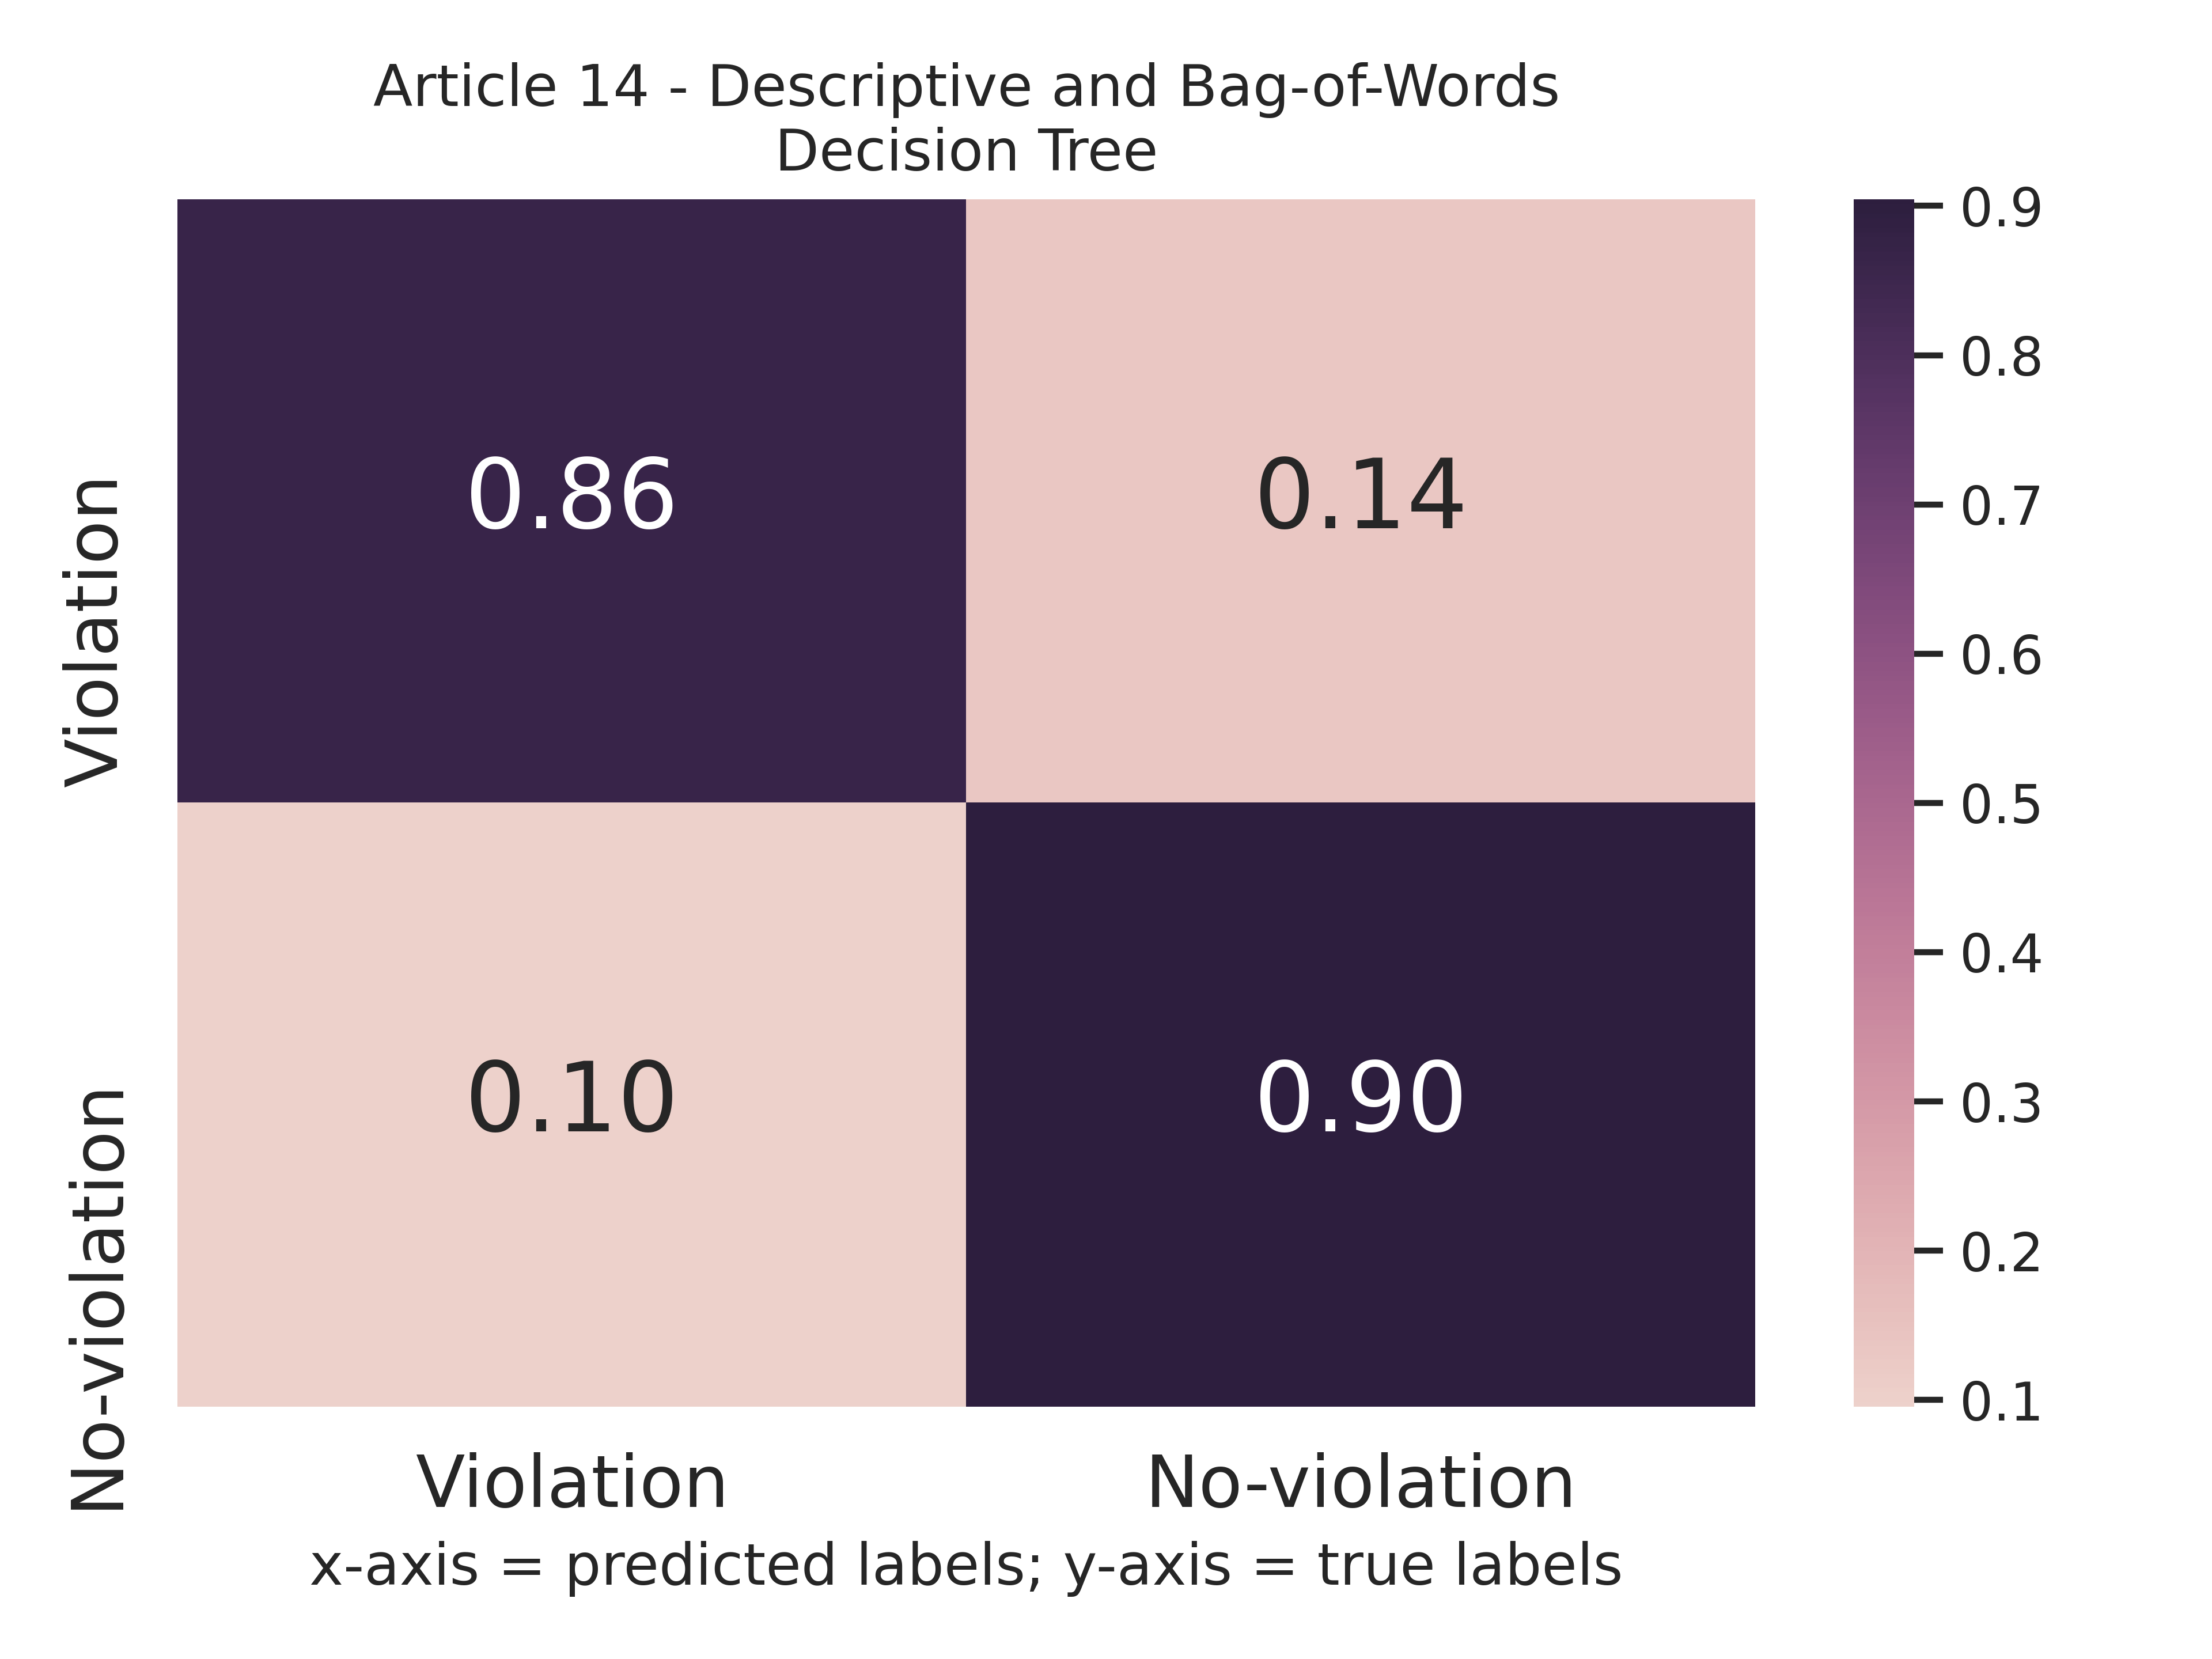 Article 14 - Descriptive and Bag-of-Words
Decision Tree
Violation
No-violation
0.86
0.14
0.10
0.90
Violation
No-violation
x-axis = predicted labels; y-axis = true labels
0.9
0.8
0.7
0.6
0.5
0.4
0.3
0.2
0.1